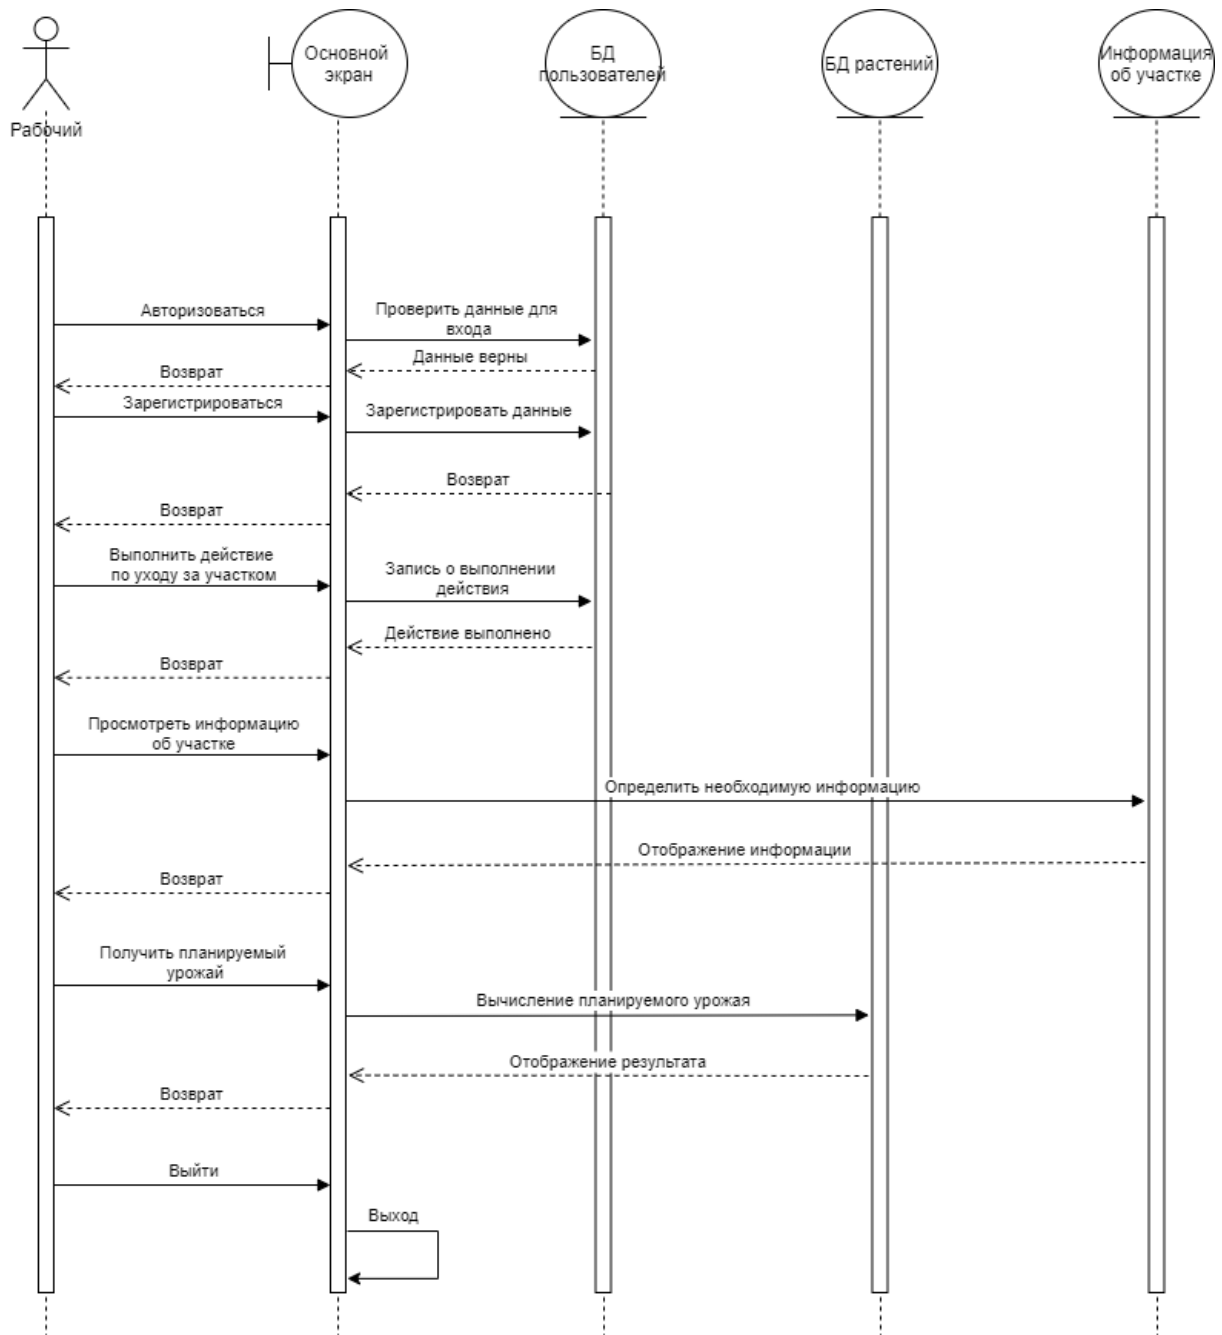 Рабочий
Основной
экран
БД
пользователей
БД растений
Информация
об участке
Авторизоваться
Проверить данные для
входа
Данные верны
Возврат
Зарегистрироваться
Зарегистрировать данные
Возврат
Возврат
Выполнить действие
по уходу за участком
Запись о выполнении
действия
Действие выполнено
Возврат
Просмотреть информацию
об участке
Определить необходимую информацию
Отображение информации
Возврат
Получить планируемый
урожай
Вычисление планируемого урожая
Отображение результата
Возврат
Выйти
Выход